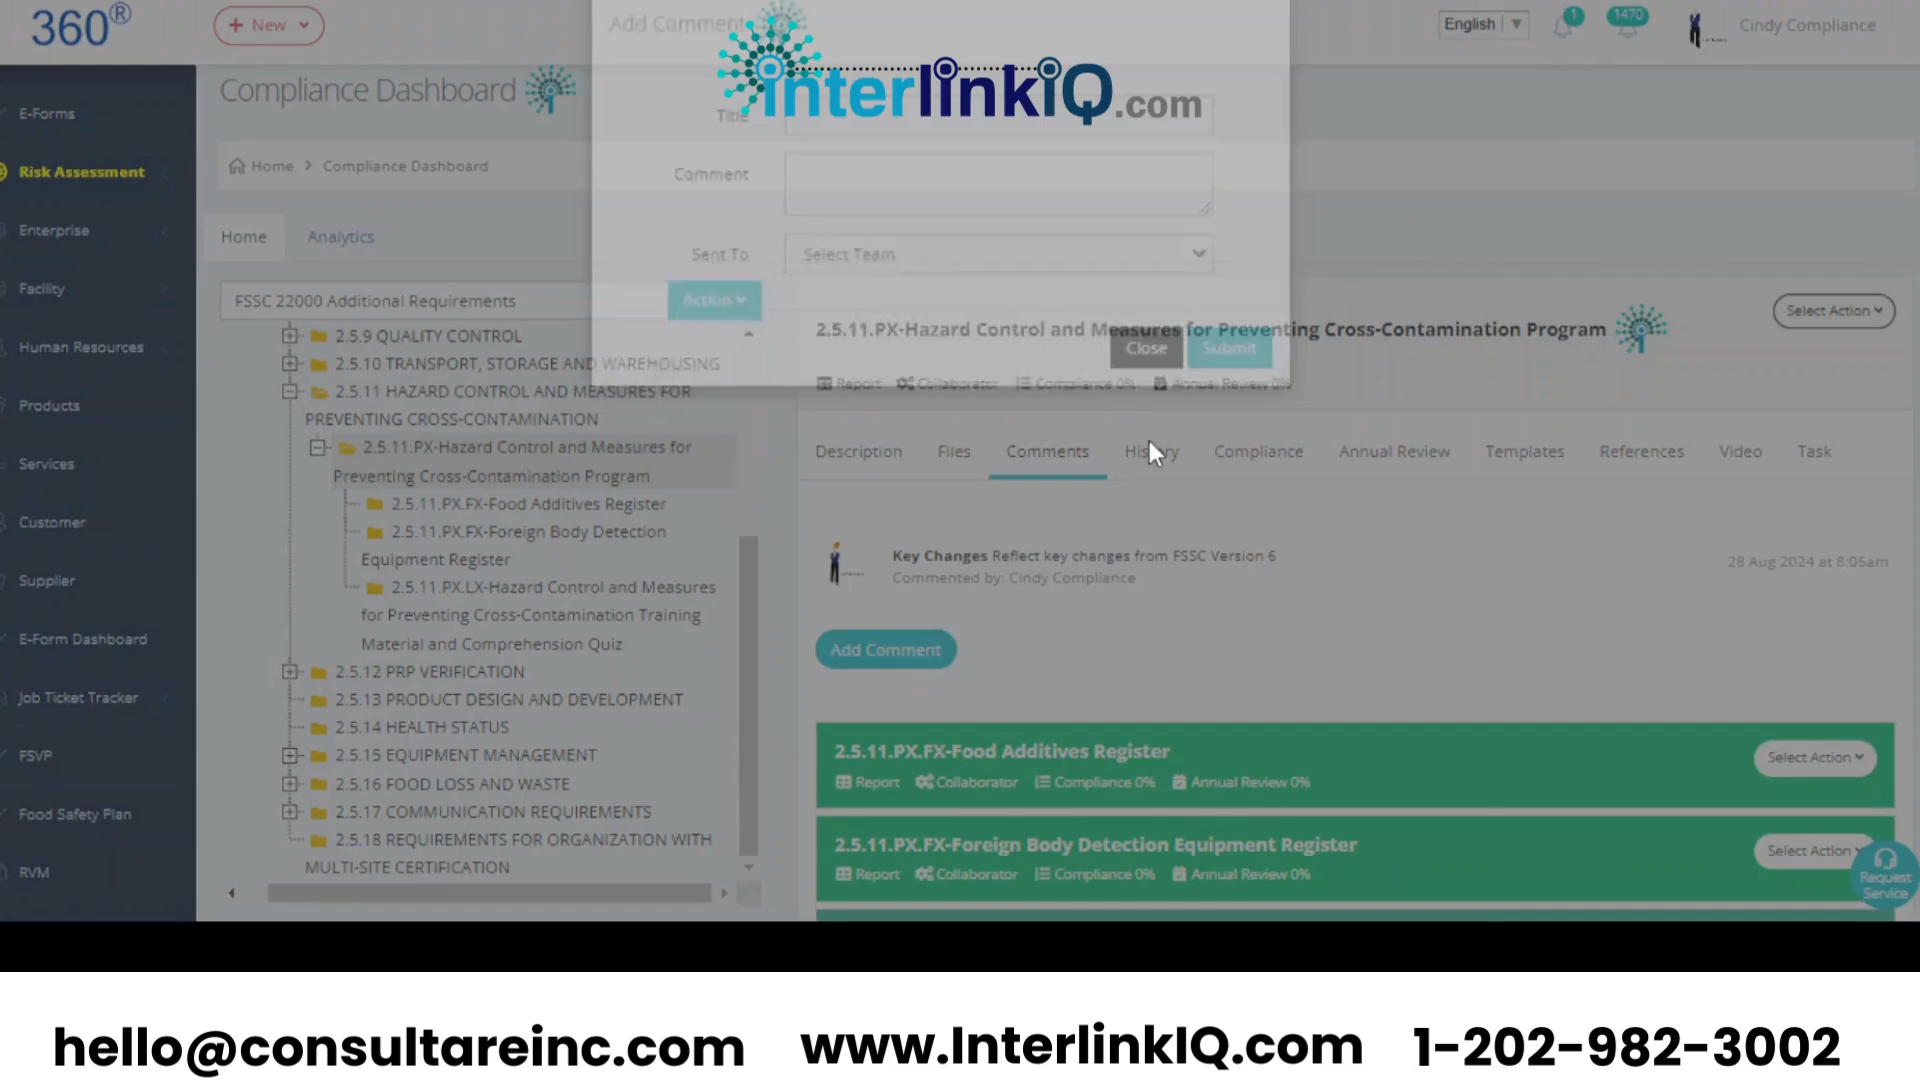 360®
New
Add Comment
English
1
1470
Cindy Compliance
interlinkIQ.com
Compliance Dashboard
Title
Home > Compliance Dashboard
Comment
Home
Analytics
Sent To
Select Team
FSSC 22000 Additional Requirements
Action
Close
Submit
E-Forms
Risk Assessment
Enterprise
Facility
Human Resources
Products
Services
Customer
Supplier
E-Form Dashboard
Job Ticket Tracker
FSVP
Food Safety Plan
RVM
2.5.9 QUALITY CONTROL
2.5.10 TRANSPORT, STORAGE AND WAREHOUSING
2.5.11 HAZARD CONTROL AND MEASURES FOR
PREVENTING CROSS-CONTAMINATION
2.5.11.PX-Hazard Control and Measures for
Preventing Cross-Contamination Program
2.5.11.PX.FX-Food Additives Register
2.5.11.PX.FX-Foreign Body Detection
Equipment Register
2.5.11.PX.LX-Hazard Control and Measures
for Preventing Cross-Contamination Training
Material and Comprehension Quiz
2.5.12 PRP VERIFICATION
2.5.13 PRODUCT DESIGN AND DEVELOPMENT
2.5.14 HEALTH STATUS
2.5.15 EQUIPMENT MANAGEMENT
2.5.16 FOOD LOSS AND WASTE
2.5.17 COMMUNICATION REQUIREMENTS
2.5.18 REQUIREMENTS FOR ORGANIZATION WITH
MULTI-SITE CERTIFICATION
2.5.11.PX-Hazard Control and Measures for Preventing Cross-Contamination Program
Select Action
Report Collaborator Compliance 0% Annual Review 0%
Description Files Comments History Compliance Annual Review Templates References Video Task
Key Changes Reflect key changes from FSSC Version 6
Commented by: Cindy Compliance
28 Aug 2024 at 8:05am
Add Comment
2.5.11.PX.FX-Food Additives Register
Select Action
Report Collaborator Compliance 0% Annual Review 0%
2.5.11.PX.FX-Foreign Body Detection Equipment Register
Select Action
Report Collaborator Compliance 0% Annual Review 0%
Request
Service
hello@consultareinc.com www.InterlinkIQ.com 1-202-982-3002